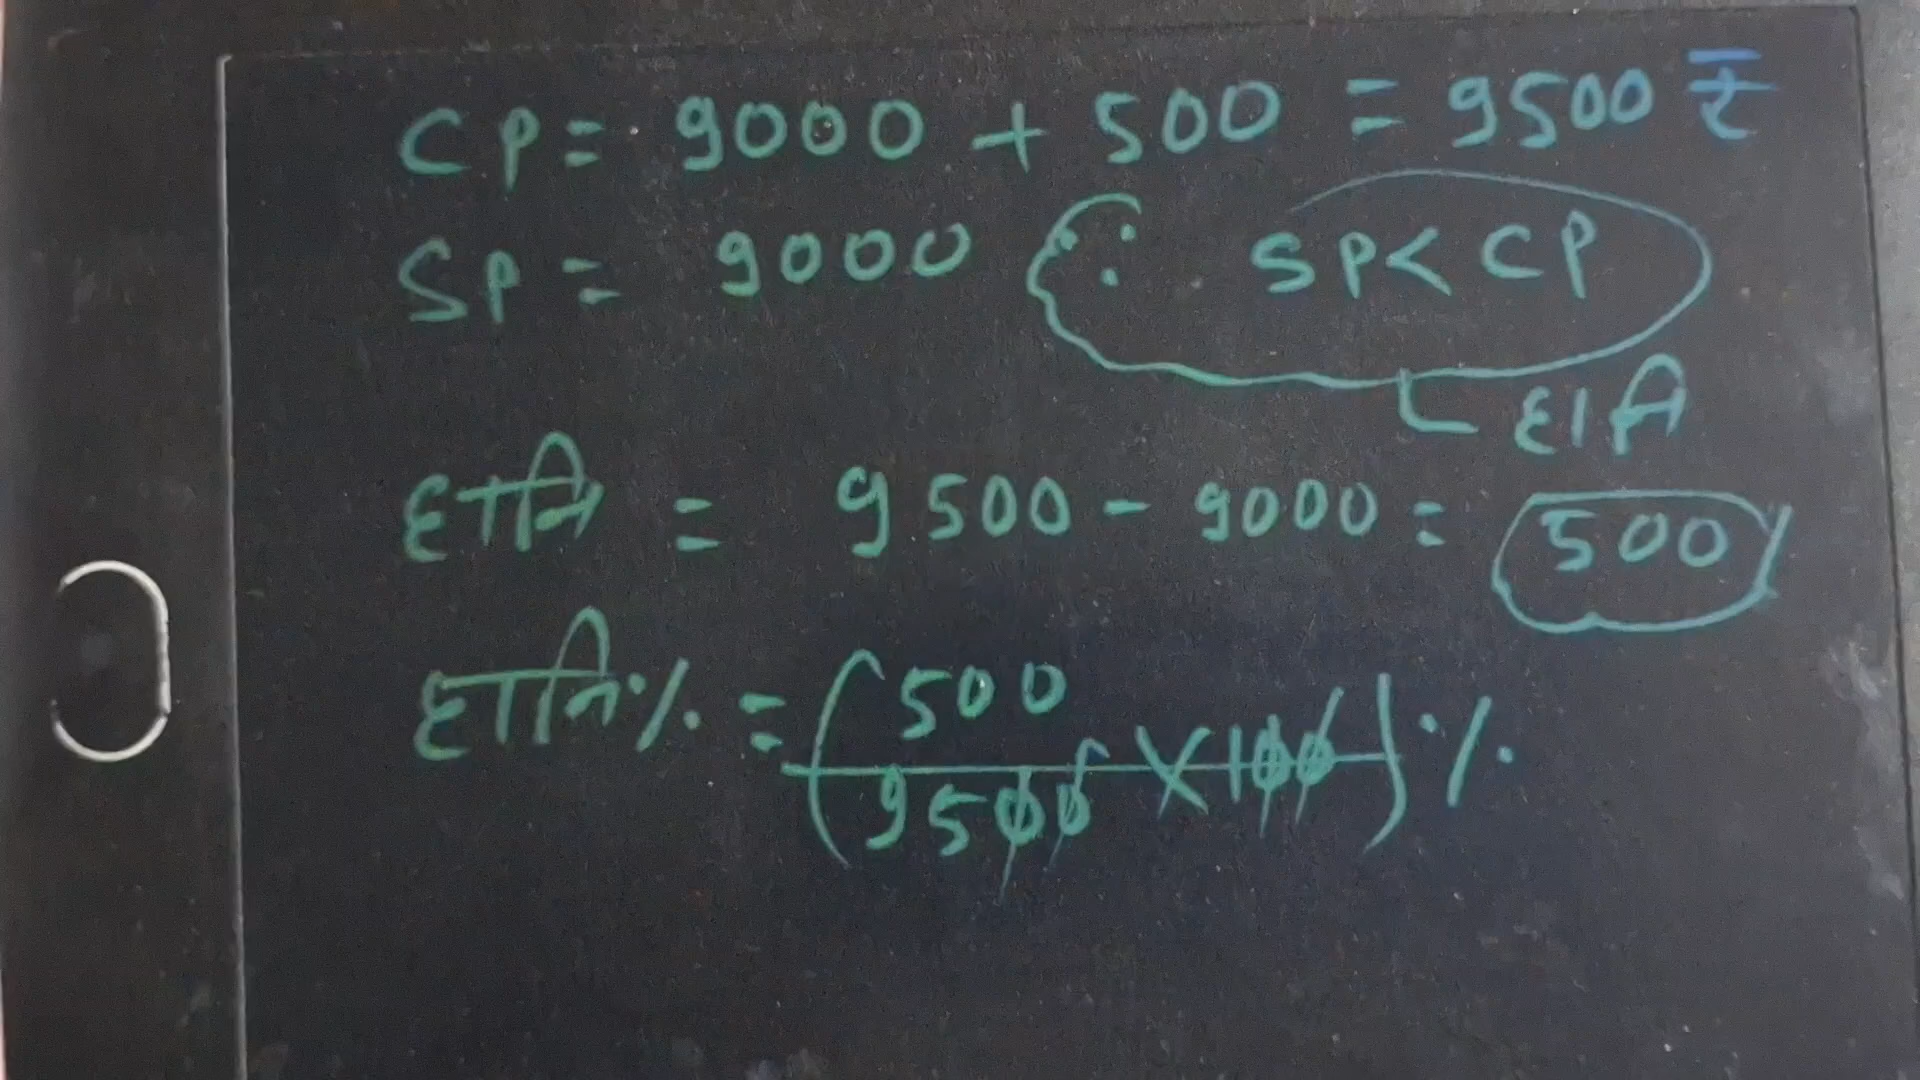 CP = 9000 + 500 = 9500 ₹
SP = 9000 ∵ SP < CP
हानि
हानि = 9500 - 9000 = 500/
हानि% = (500/9500 × 100) %